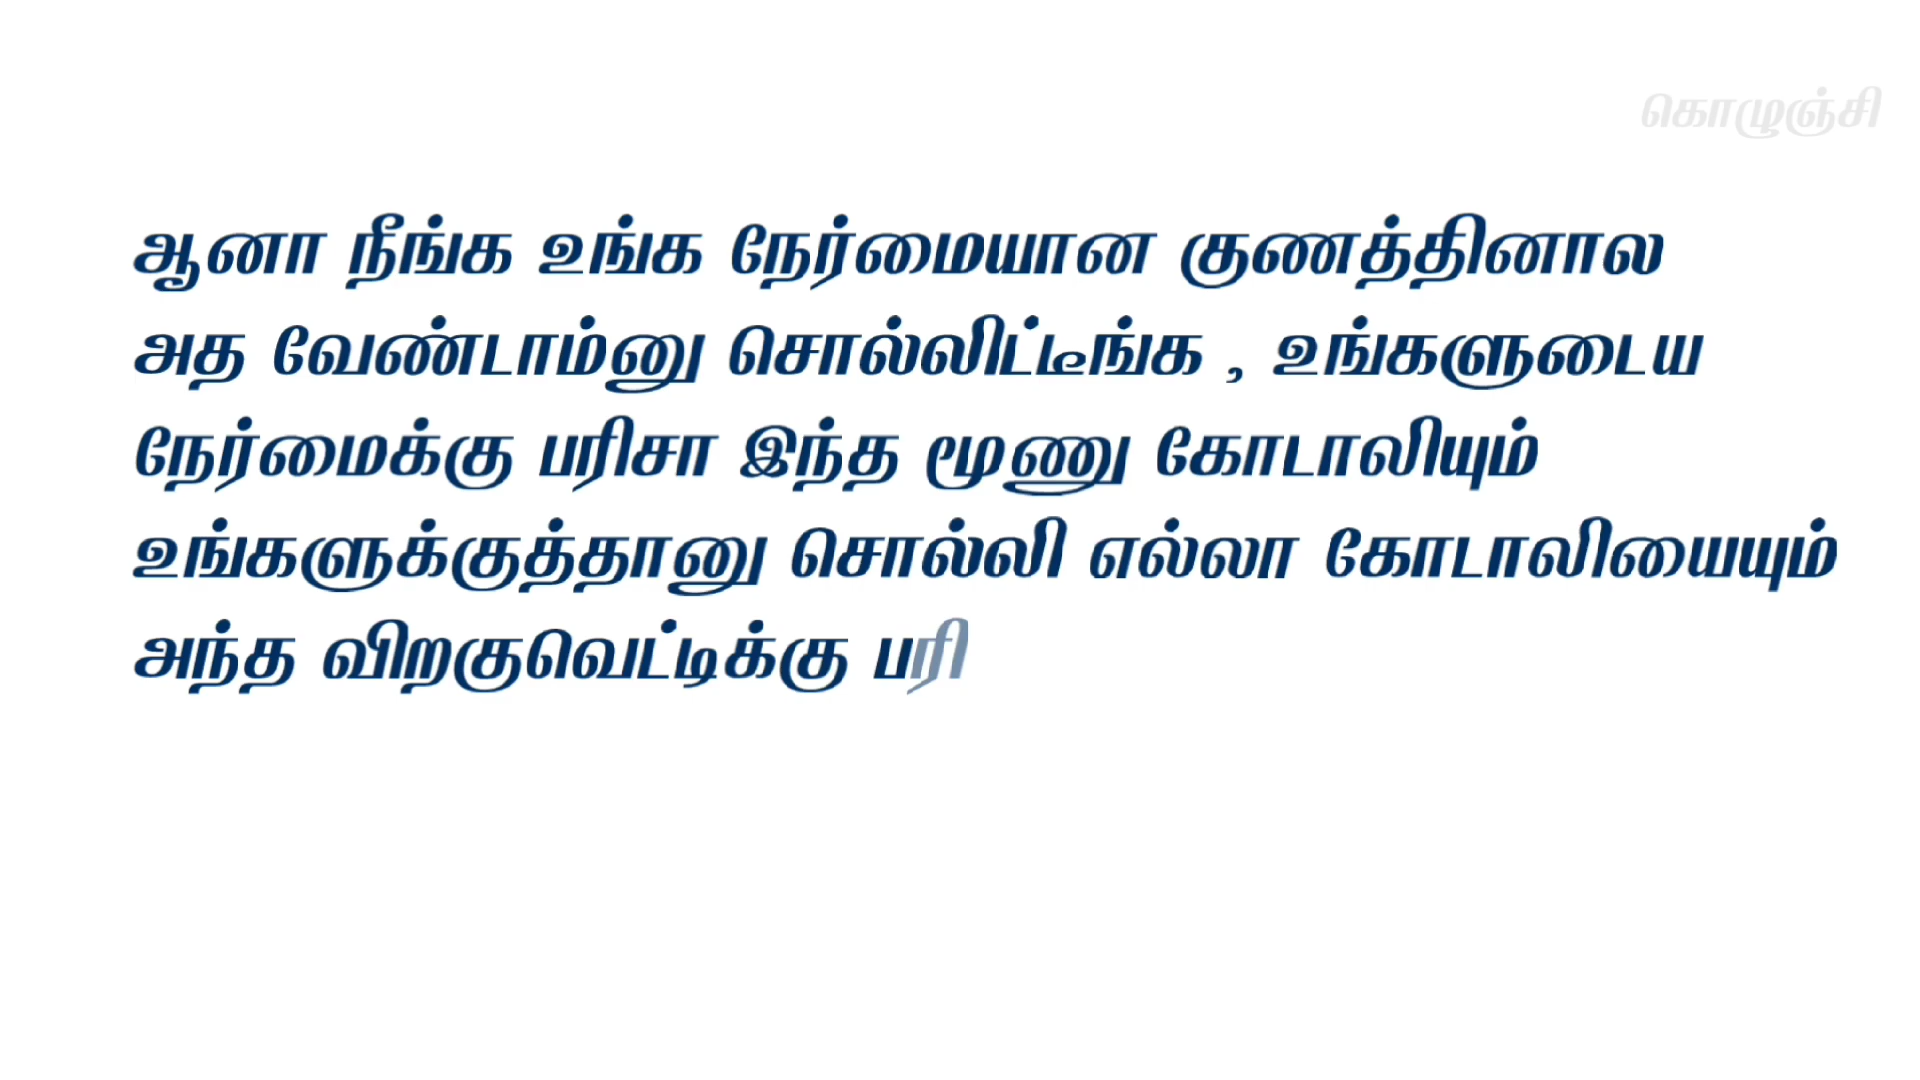 கொழுஞ்சி
ஆனா நீங்க உங்க நேர்மையான குணத்தினால
அத வேண்டாம்னு சொல்லிட்டீங்க , உங்களுடைய
நேர்மைக்கு பரிசா இந்த மூணு கோடாலியும்
உங்களுக்குத்தானு சொல்லி எல்லா கோடாலியையும்
அந்த விறகுவெட்டிக்கு பரி